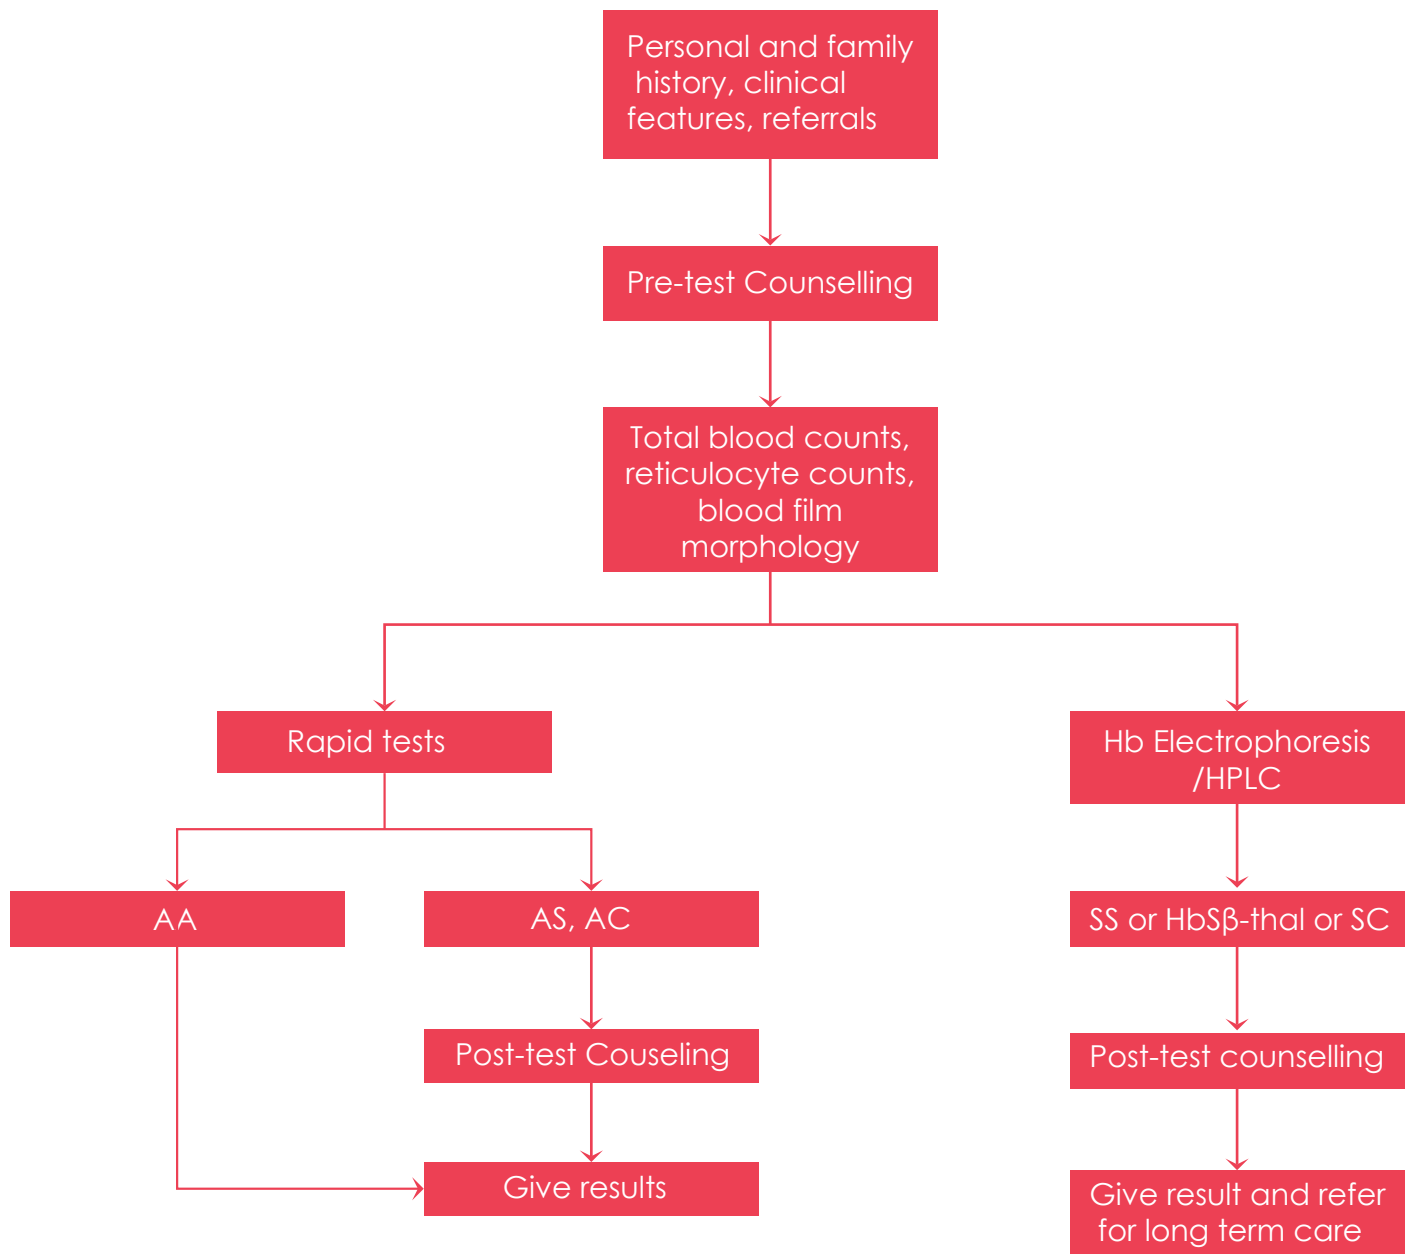 Personal and family
history, clinical
features, referrals
Pre-test Counselling
Total blood counts,
reticulocyte counts,
blood film
morphology
Rapid tests
Hb Electrophoresis
/HPLC
AA
AS, AC
SS or HbSβ-thal or SC
Post-test Couseling
Post-test counselling
Give results
Give result and refer
for long term care